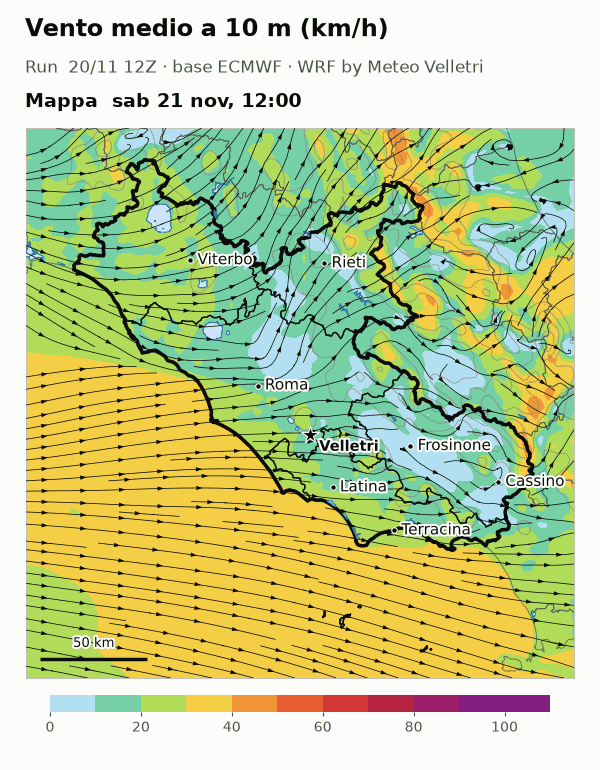 Vento medio a 10 m (km/h)
Run 20/11 12Z · base ECMWF · WRF by Meteo Velletri
Mappa sab 21 nov, 12:00
Viterbo
Rieti
Roma
Velletri
Frosinone
Cassino
Latina
Terracina
50 km
0 20 40 60 80 100